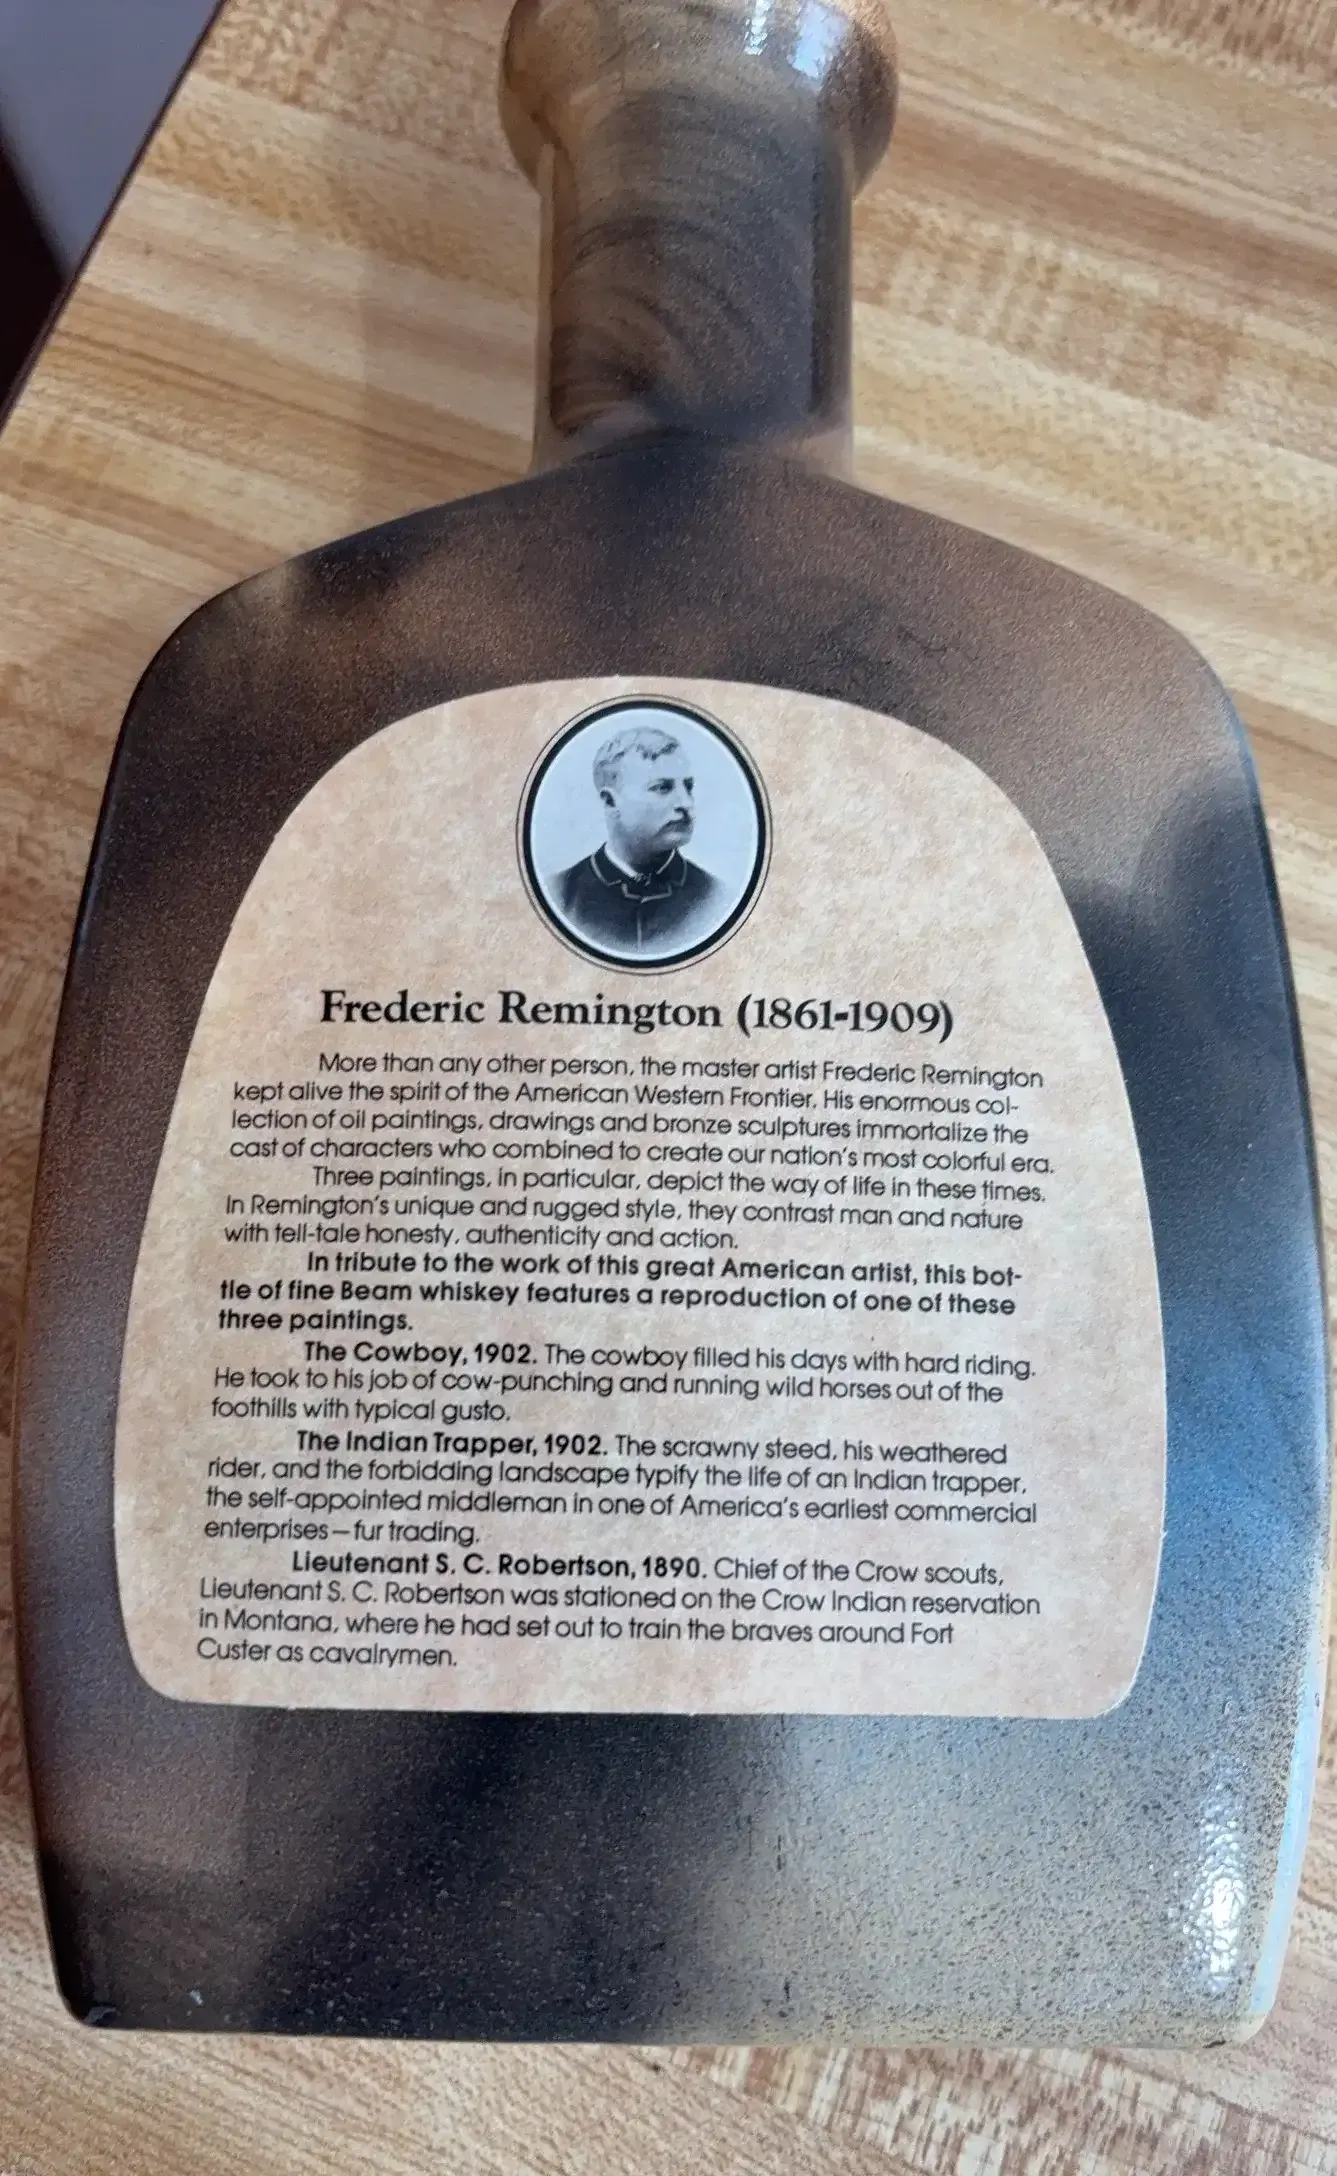 Frederic Remington (1861-1909)
More than any other person, the master artist Frederic Remington
kept alive the spirit of the American Western Frontier. His enormous col-
lection of oil paintings, drawings and bronze sculptures immortalize the
cast of characters who combined to create our nation's most colorful era.
Three paintings, in particular, depict the way of life in these times.
In Remington's unique and rugged style, they contrast man and nature
with tell-tale honesty, authenticity and action.
In tribute to the work of this great American artist, this bot-
tle of fine Beam whiskey features a reproduction of one of these
three paintings.
The Cowboy, 1902. The cowboy filled his days with hard riding.
He took to his job of cow-punching and running wild horses out of the
foothills with typical gusto.
The Indian Trapper, 1902. The scrawny steed, his weathered
rider, and the forbidding landscape typify the life of an Indian trapper,
the self-appointed middleman in one of America's earliest commercial
enterprises—fur trading.
Lieutenant S. C. Robertson, 1890. Chief of the Crow scouts,
Lieutenant S. C. Robertson was stationed on the Crow Indian reservation
in Montana, where he had set out to train the braves around Fort
Custer as cavalrymen.